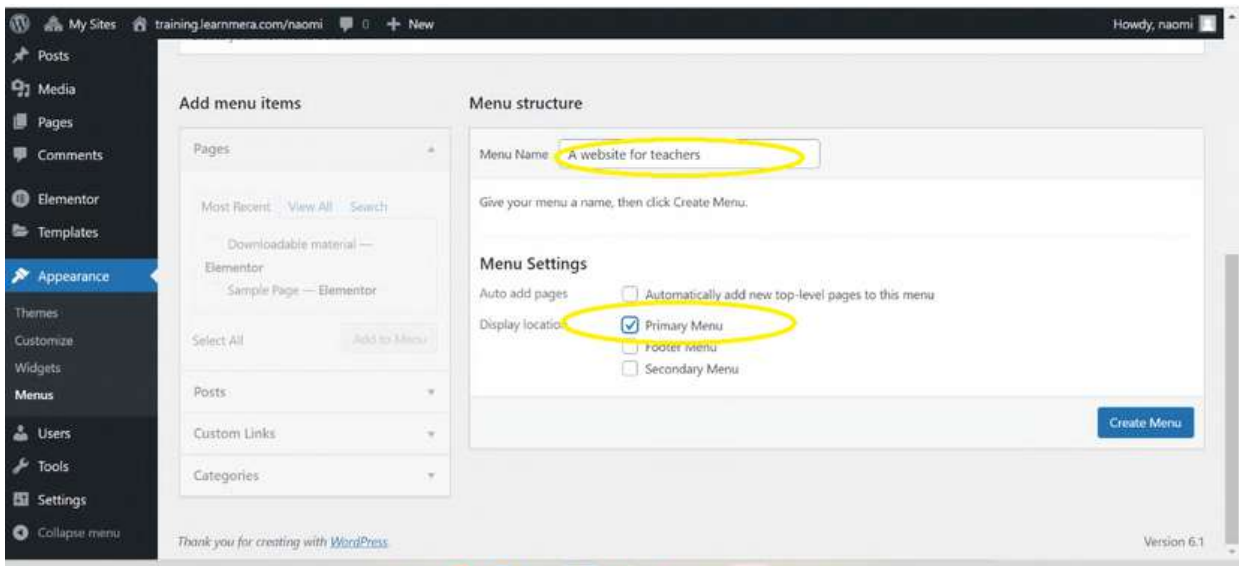 My Sites training.learnmera.com/naomi 0 + New Howdy, naomi
Posts
Media
Pages
Comments
Elementor
Templates
Appearance
Themes
Customize
Widgets
Menus
Users
Tools
Settings
Collapse menu
Add menu items
Pages
Most Recent View All Search
Downloadable material —
Elementor
Sample Page — Elementor
Select All Add to Menu
Posts
Custom Links
Categories
Menu structure
Menu Name A website for teachers
Give your menu a name, then click Create Menu.
Menu Settings
Auto add pages Automatically add new top-level pages to this menu
Display location Primary Menu
Footer Menu
Secondary Menu
Create Menu
Thank you for creating with WordPress.
Version 6.1